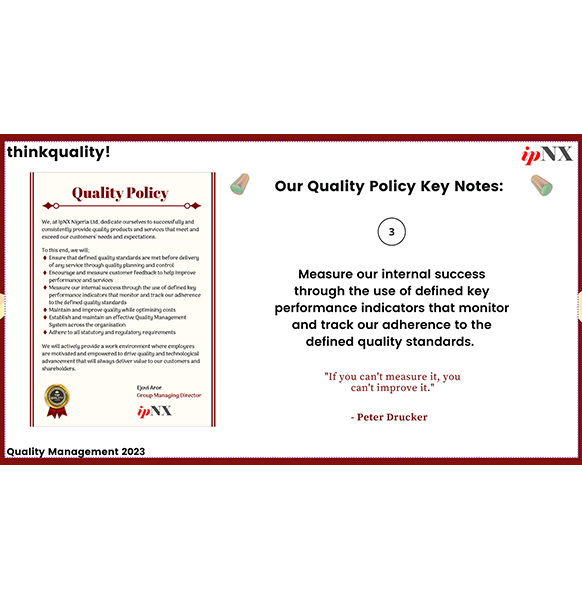 thinkquality!
ipNX
Quality Policy
We, at ipNX Nigeria Ltd, dedicate ourselves to successfully and
consistently provide quality products and services that meet and
exceed our customers' needs and expectations.
To this end, we will;
Ensure that defined quality standards are met before delivery
of any service through quality planning and control
Encourage and measure customer feedback to help improve
performance and services
Measure our internal success through the use of defined key
performance indicators that monitor and track our adherence
to the defined quality standards
Maintain and improve quality while optimising costs
Establish and maintain an effective Quality Management
System across the organisation
Adhere to all statutory and regulatory requirements
We will actively provide a work environment where employees
are motivated and empowered to drive quality and technological
advancement that will always deliver value to our customers and
shareholders.
Ejovi Aror
Group Managing Director
ipNX
Our Quality Policy Key Notes:
3
Measure our internal success
through the use of defined key
performance indicators that monitor
and track our adherence to the
defined quality standards.
"If you can't measure it, you
can't improve it."
- Peter Drucker
Quality Management 2023